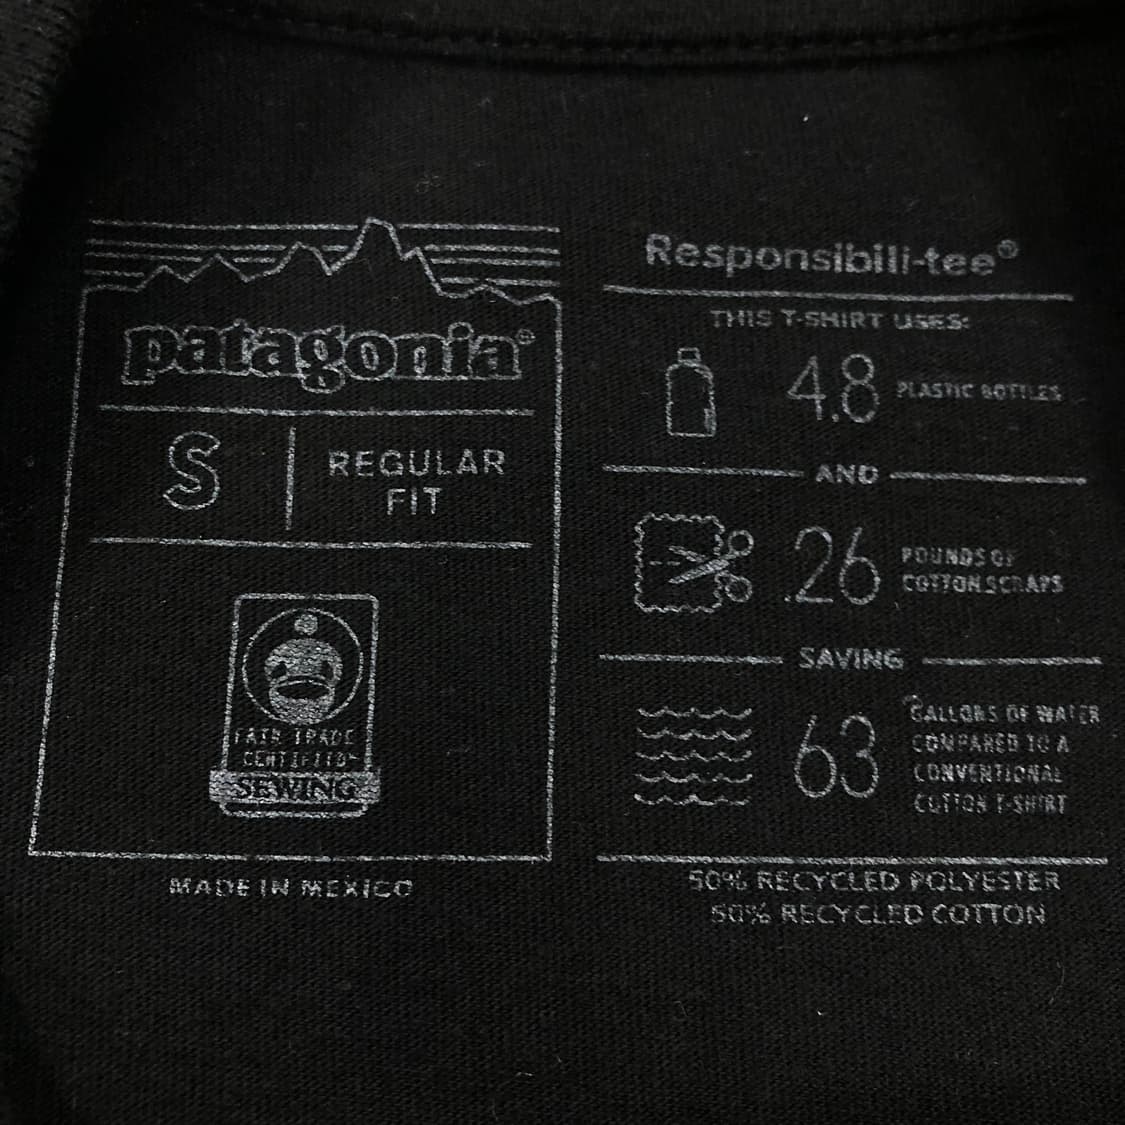 patagonia®
S
REGULAR
FIT
FAIR TRADE
CERTIFIED
SEWING
MADE IN MEXICO
Responsibili-tee®
THIS T-SHIRT USES:
4.8 PLASTIC BOTTLES
AND
.26 POUNDS OF
COTTON SCRAPS
SAVING
63 GALLONS OF WATER
COMPARED TO A
CONVENTIONAL
COTTON T-SHIRT
50% RECYCLED POLYESTER
50% RECYCLED COTTON